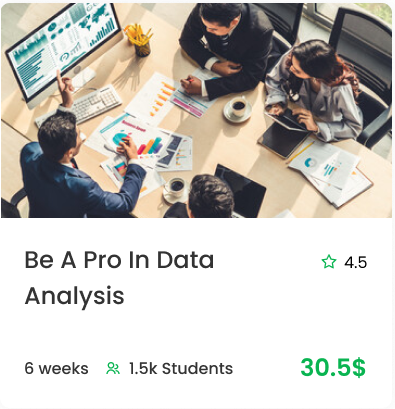 Be A Pro In Data
Analysis
4.5
6 weeks
1.5k Students
30.5$